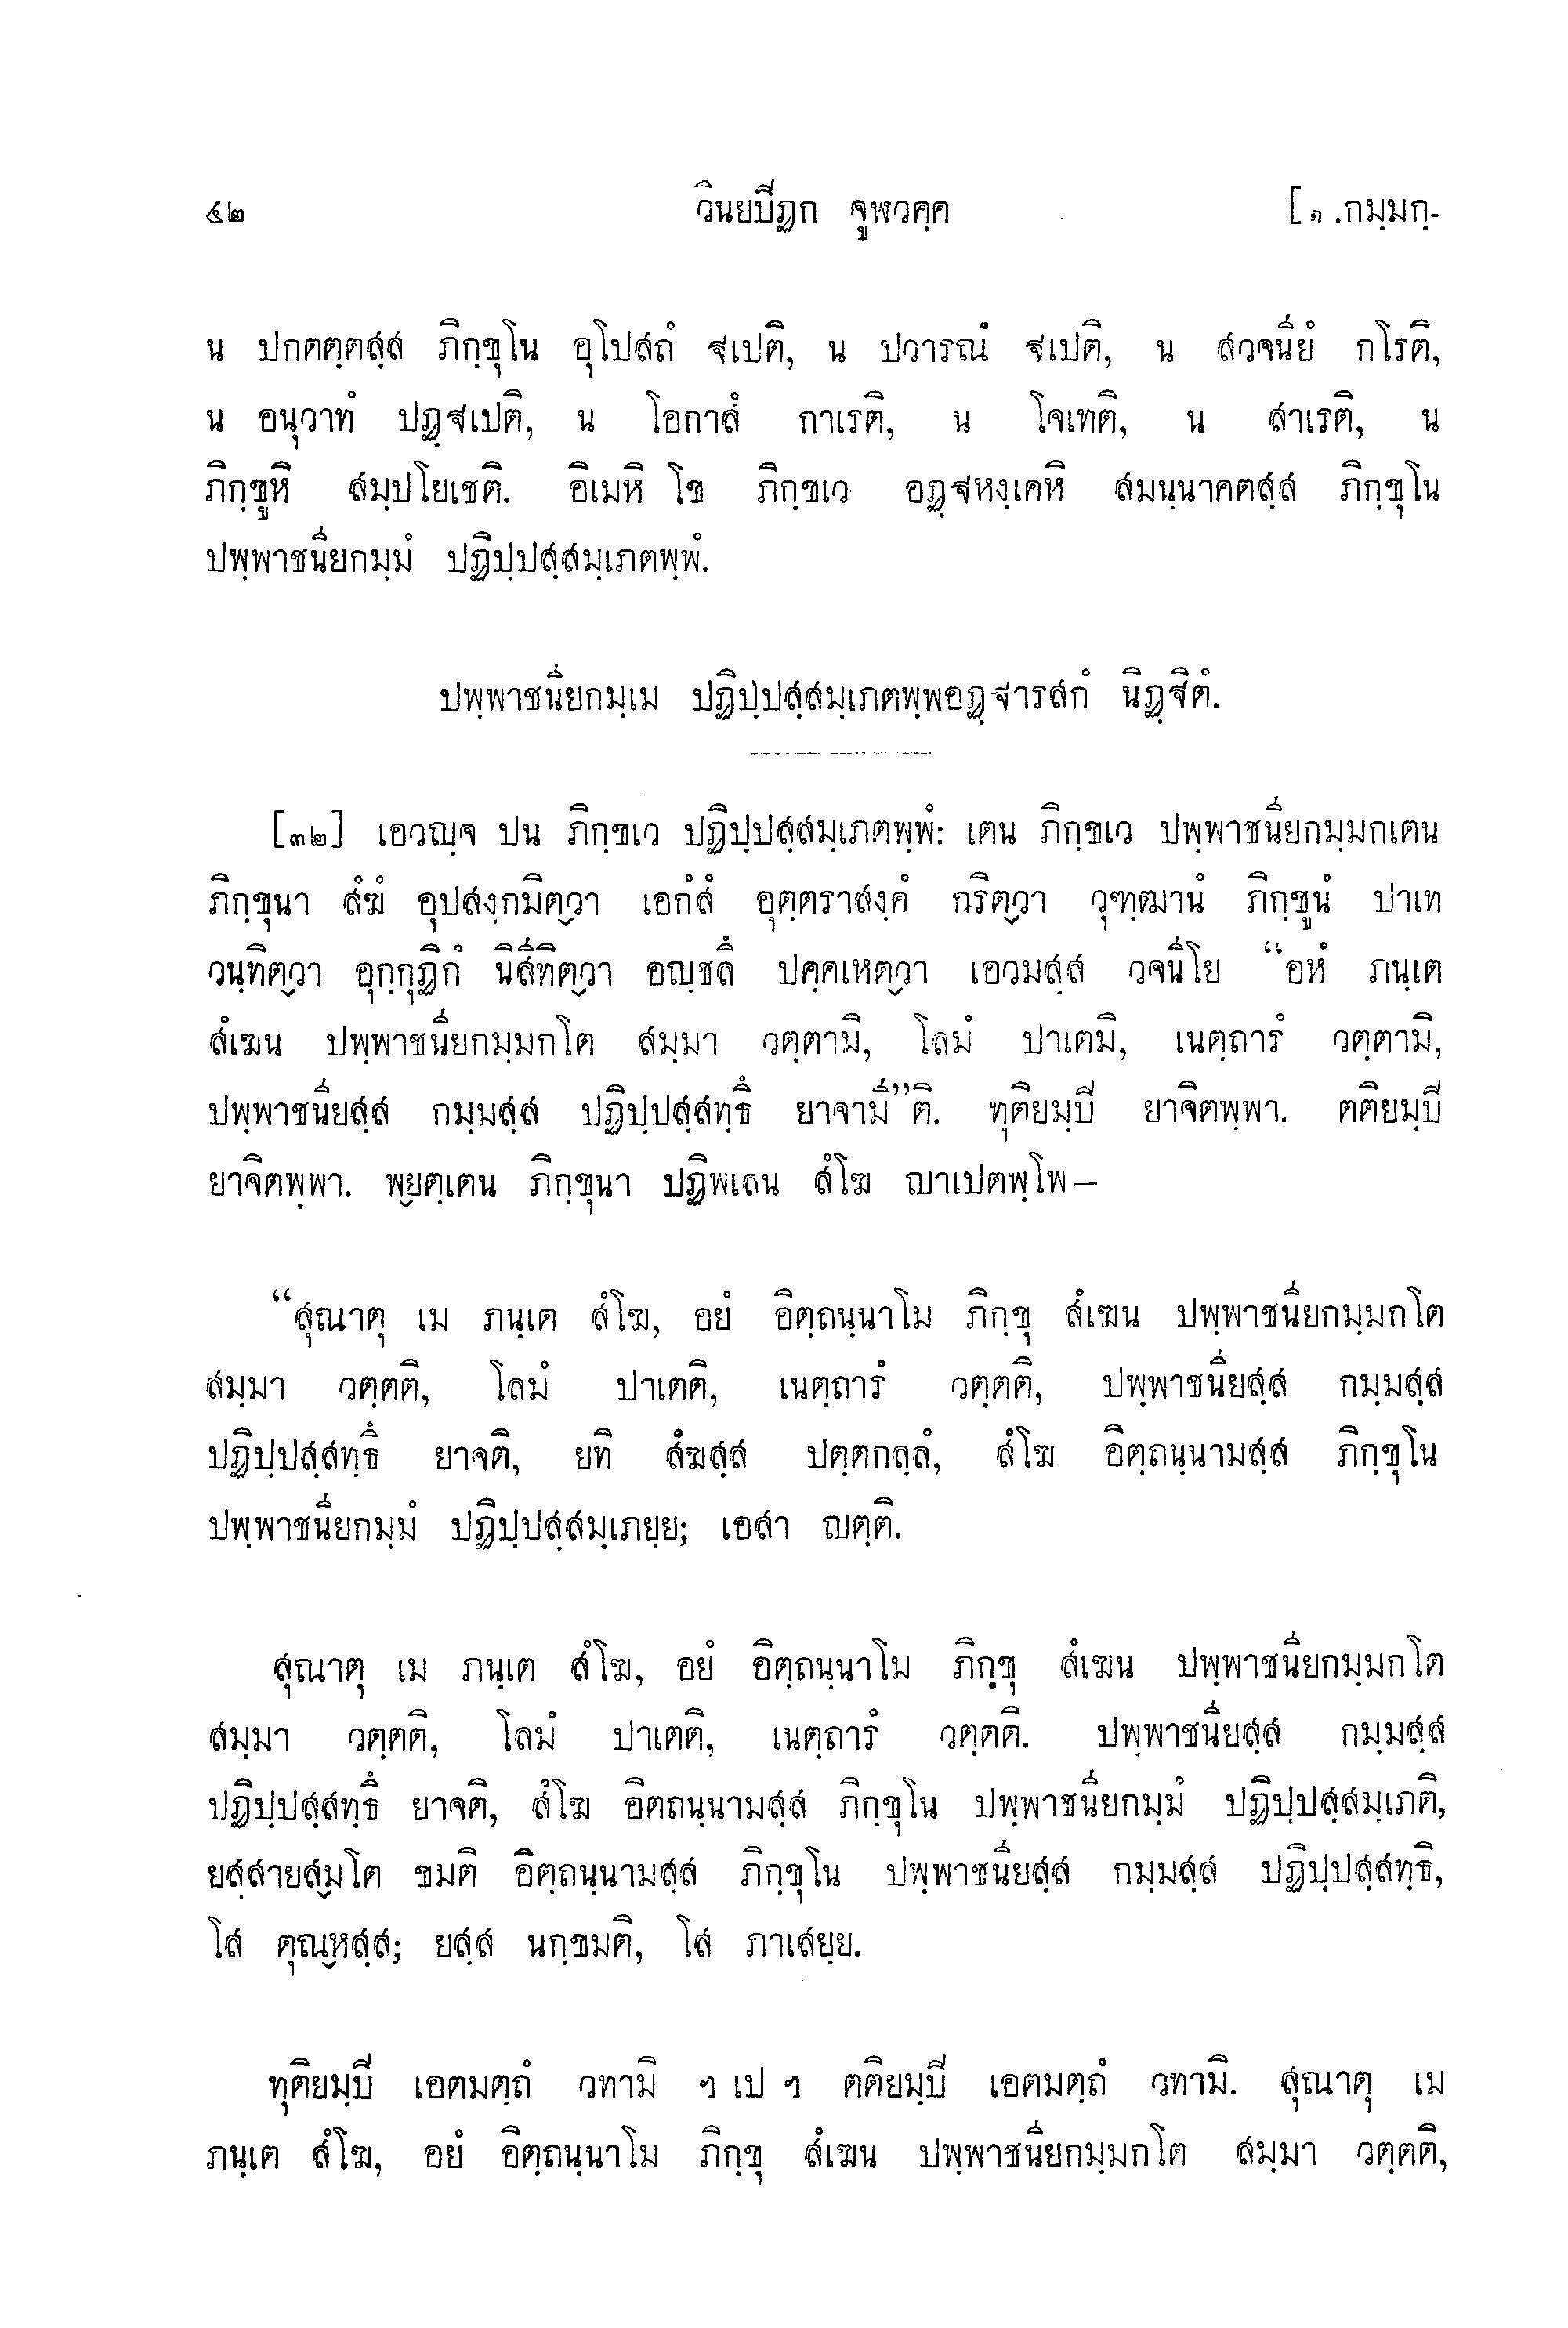 ๕๒ วินยปิฏก จูฬวคฺค [๑.กมฺมกฺ-
น ปกตตฺตสฺส ภิกฺขุโน อุโปสถํ ฐเปติ, น ปวารณํ ฐเปติ, น สวจนียํ กโรติ,
น อนุวาทํ ปฏฺฐเปติ, น โอกาสํ กาเรติ, น โจเทติ, น สาเรติ, น
ภิกฺขูหิ สมฺปโยเชติ. อิเมหิ โข ภิกฺขเว อฏฺฐหงฺเคหิ สมนฺนาคตสฺส ภิกฺขุโน
ปพฺพาชนียกมฺมํ ปฏิปฺปสฺสมฺเภตพฺพํ.
ปพฺพาชนียกมฺเม ปฏิปฺปสฺสมฺเภตพฺพอฏฺฐารสกํ นิฏฺฐิตํ.
[๓๒] เอวญฺจ ปน ภิกฺขเว ปฏิปฺปสฺสมฺเภตพฺพํ: เตน ภิกฺขเว ปพฺพาชนียกมฺมกเตน
ภิกฺขุนา สํฆํ อุปสงฺกมิตฺวา เอกํสํ อุตฺตราสงฺคํ กริตฺวา วุฑฺฒานํ ภิกฺขูนํ ปาเท
วนฺทิตฺวา อุกฺกุฏิกํ นิสีทิตฺวา อญฺชลึ ปคฺคเหตฺวา เอวมสฺส วจนีโย “อหํ ภนฺเต
สํเฆน ปพฺพาชนียกมฺมกโต สมฺมา วตฺตามิ, โลมํ ปาเตมิ, เนตฺถารํ วตฺตามิ,
ปพฺพาชนียสฺส กมฺมสฺส ปฏิปฺปสฺสทฺธึ ยาจามี”ติ. ทุติยมฺปิ ยาจิตพฺพา. ตติยมฺปิ
ยาจิตพฺพา. พฺยตฺเตน ภิกฺขุนา ปฏิพเลน สํโฆ ญาเปตพฺโพ–
“สุณาตุ เม ภนฺเต สํโฆ, อยํ อิตฺถนฺนาโม ภิกฺขุ สํเฆน ปพฺพาชนียกมฺมกโต
สมฺมา วตฺตติ, โลมํ ปาเตติ, เนตฺถารํ วตฺตติ, ปพฺพาชนียสฺส กมฺมสฺส
ปฏิปฺปสฺสทฺธึ ยาจติ, ยทิ สํฆสฺส ปตฺตกลฺลํ, สํโฆ อิตฺถนฺนามสฺส ภิกฺขุโน
ปพฺพาชนียกมฺมํ ปฏิปฺปสฺสมฺเภยฺย; เอสา ญตฺติ.
สุณาตุ เม ภนฺเต สํโฆ, อยํ อิตฺถนฺนาโม ภิกฺขุ สํเฆน ปพฺพาชนียกมฺมกโต
สมฺมา วตฺตติ, โลมํ ปาเตติ, เนตฺถารํ วตฺตติ. ปพฺพาชนียสฺส กมฺมสฺส
ปฏิปฺปสฺสทฺธึ ยาจติ, สํโฆ อิตถนฺนามสฺส ภิกฺขุโน ปพฺพาชนียกมฺมํ ปฏิปฺปสฺสมฺเภติ,
ยสฺสายสฺมโต ขมติ อิตฺถนฺนามสฺส ภิกฺขุโน ปพฺพาชนียสฺส กมฺมสฺส ปฏิปฺปสฺสทฺธิ,
โส ตุณฺหสฺส; ยสฺส นกฺขมติ, โส ภาเสยฺย.
ทุติยมฺปิ เอตมตฺถํ วทามิ ฯ เป ฯ ตติยมฺปิ เอตมตฺถํ วทามิ. สุณาตุ เม
ภนฺเต สํโฆ, อยํ อิตฺถนฺนาโม ภิกฺขุ สํเฆน ปพฺพาชนียกมฺมกโต สมฺมา วตฺตติ,